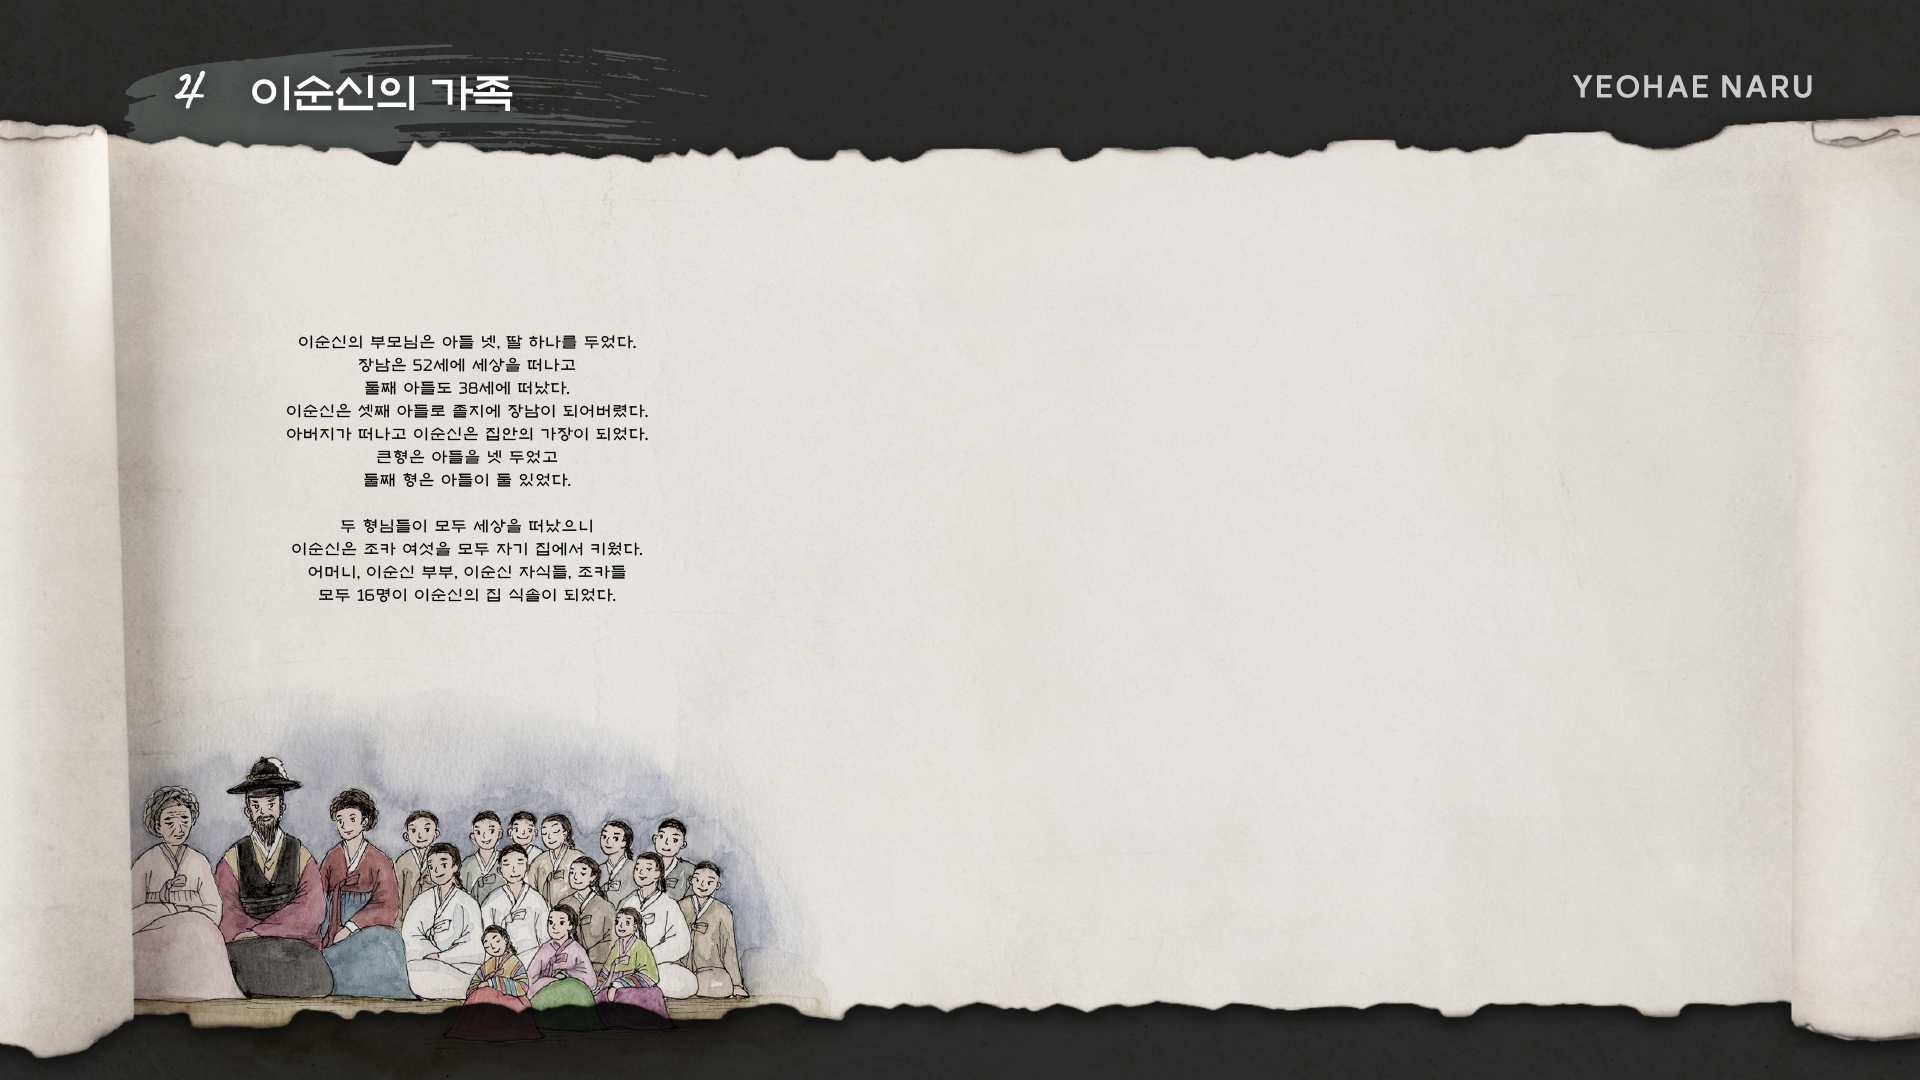 4 이순신의 가족
YEOHAE NARU
이순신의 부모님은 아들 넷, 딸 하나를 두었다.
장남은 52세에 세상을 떠나고
둘째 아들도 38세에 떠났다.
이순신은 셋째 아들로 졸지에 장남이 되어버렸다.
아버지가 떠나고 이순신은 집안의 가장이 되었다.
큰형은 아들을 넷 두었고
둘째 형은 아들이 둘 있었다.
두 형님들이 모두 세상을 떠났으니
이순신은 조카 여섯을 모두 자기 집에서 키웠다.
어머니, 이순신 부부, 이순신 자식들, 조카들
모두 16명이 이순신의 집 식솔이 되었다.